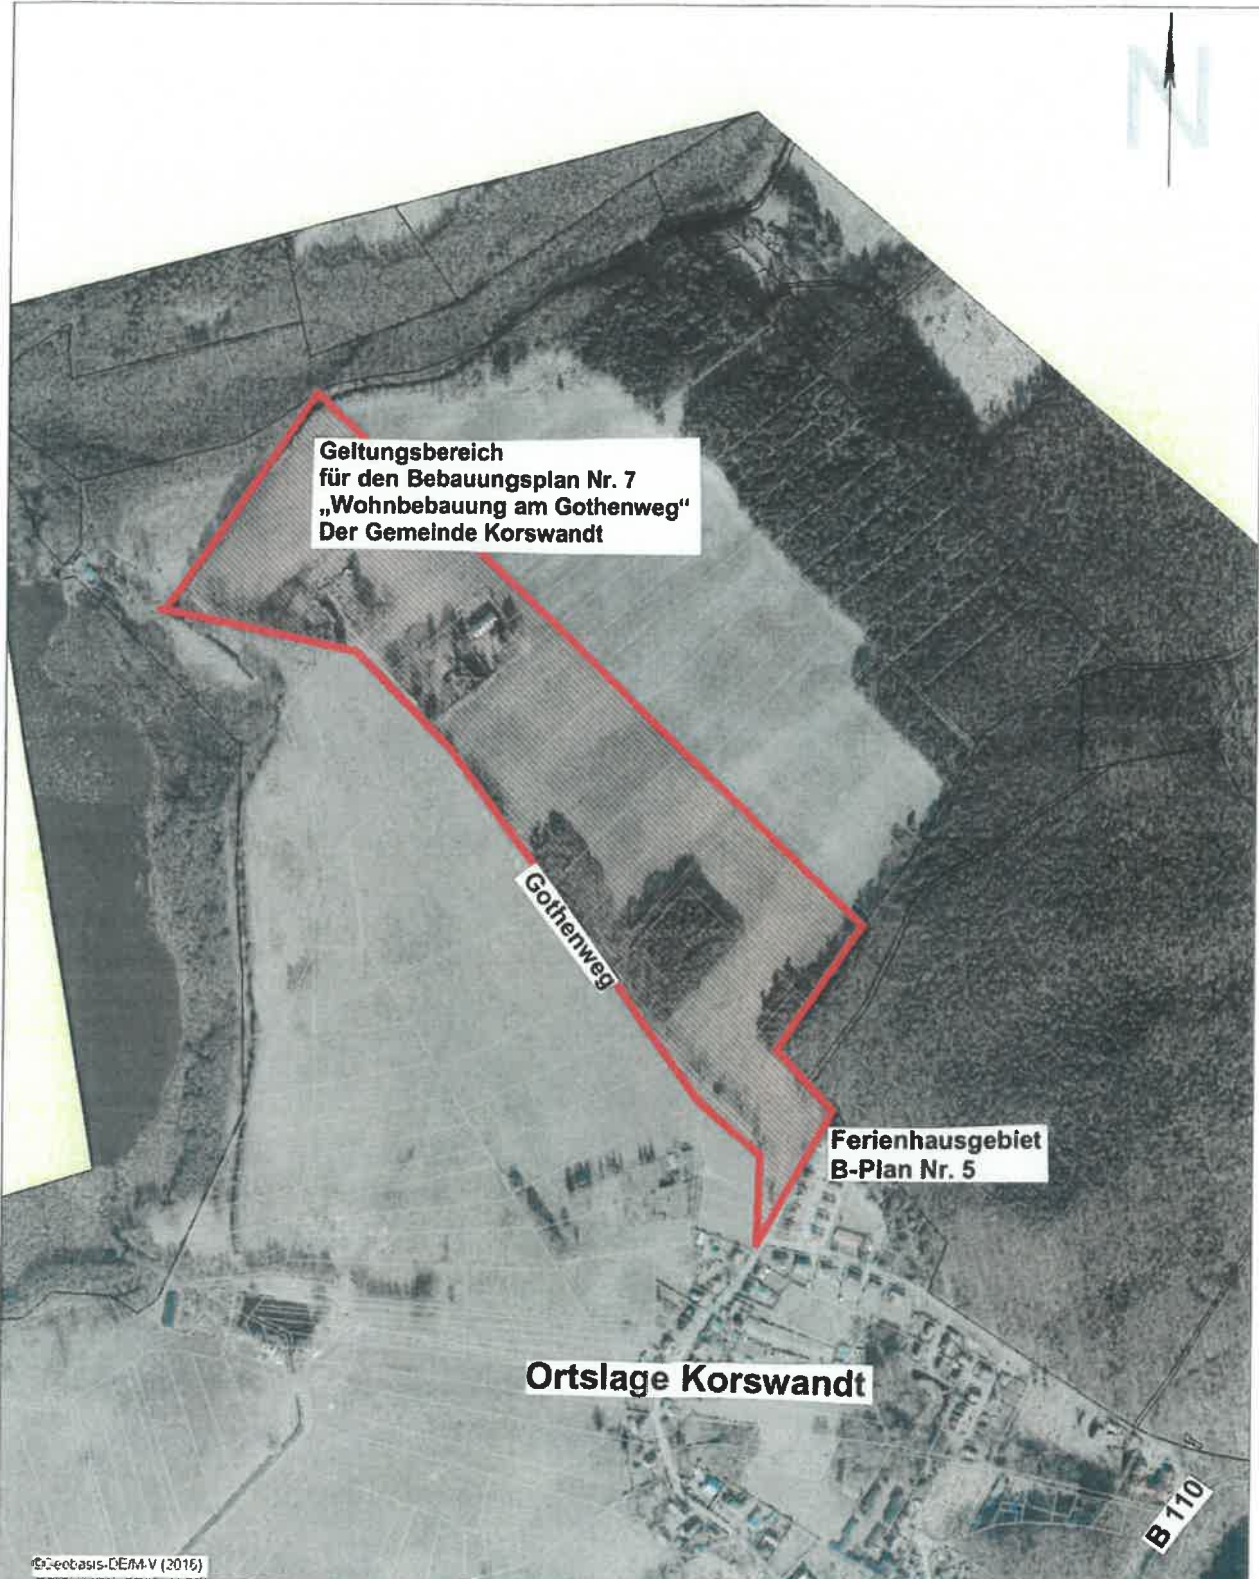 N
Geltungsbereich
für den Bebauungsplan Nr. 7
„Wohnbebauung am Gothenweg“
Der Gemeinde Korswandt
Gothenweg
Ferienhausgebiet
B-Plan Nr. 5
Ortslage Korswandt
B 110
©Geobasis-DE/M-V (2016)